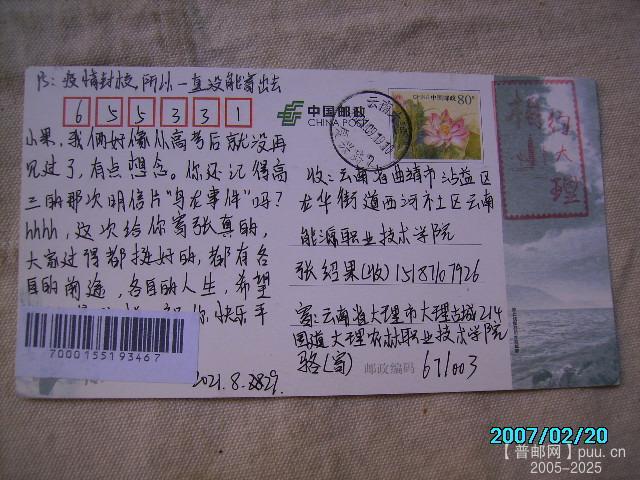 PS：疫情封校，所以一直没能寄出去
655331
中国邮政
CHINA POST
中国邮政
80分
云南
小果，我俩好像从高考后就没再
见过了，有点想念。你还记得高
三的那次明信片“乌龙事件”吗？
hhhh，这次给你寄张真的，
大家过得都挺好的，都有各
自的前途，各自的人生，希望
你快乐平
7000155193467
2021.8.2829
收：云南省曲靖市沾益区
龙华街道西河社区云南
能源职业技术学院
张绍果(收) 15187107926
寄：云南省大理市大理古城214
国道大理农林职业技术学院
骆(寄)
邮政编码 671003
大理
2007/02/20
【普邮网】puu.cn
2005-2025